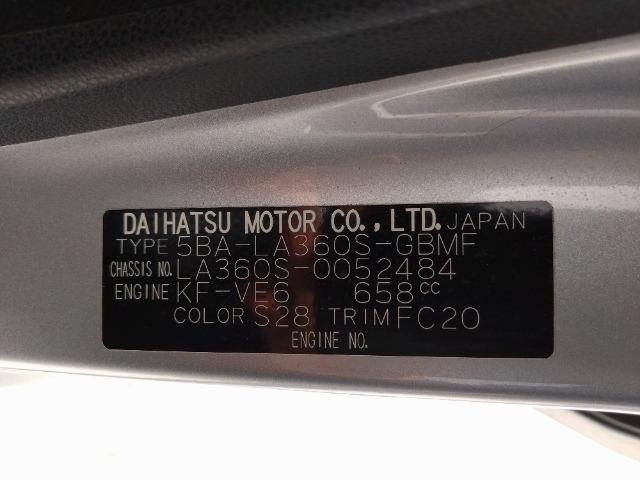 DAIHATSU MOTOR CO., LTD. JAPAN
TYPE 5BA-LA360S-GBMF
CHASSIS NO. LA360S-0052484
ENGINE KF-VE6 658cc
COLOR S28 TRIM FC20
ENGINE NO.